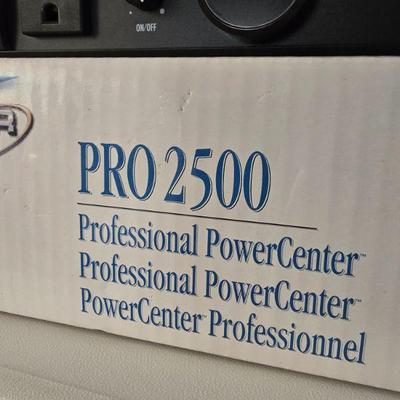 ON/OFF
PRO 2500
Professional PowerCenter™
Professional PowerCenter™
PowerCenter™ Professionnel